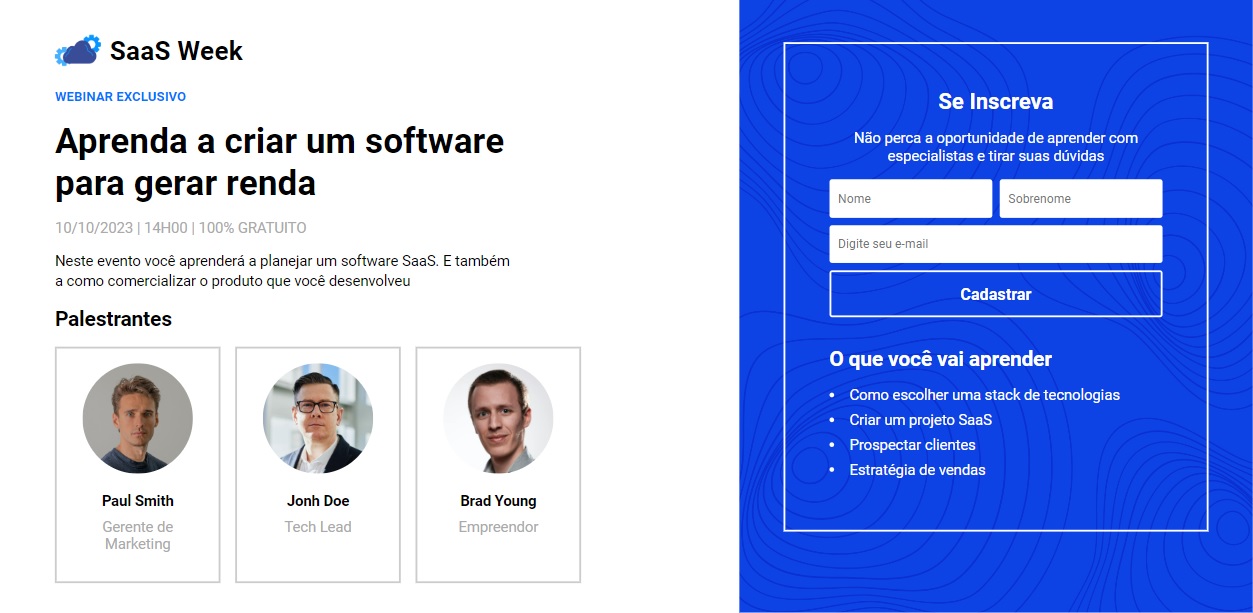 SaaS Week
WEBINAR EXCLUSIVO
Aprenda a criar um software
para gerar renda
10/10/2023 | 14H00 | 100% GRATUITO
Neste evento você aprenderá a planejar um software SaaS. E também
a como comercializar o produto que você desenvolveu
Palestrantes
Paul Smith
Gerente de
Marketing
Jonh Doe
Tech Lead
Brad Young
Empreendor
Se Inscreva
Não perca a oportunidade de aprender com
especialistas e tirar suas dúvidas
Nome
Sobrenome
Digite seu e-mail
Cadastrar
O que você vai aprender
• Como escolher uma stack de tecnologias
• Criar um projeto SaaS
• Prospectar clientes
• Estratégia de vendas